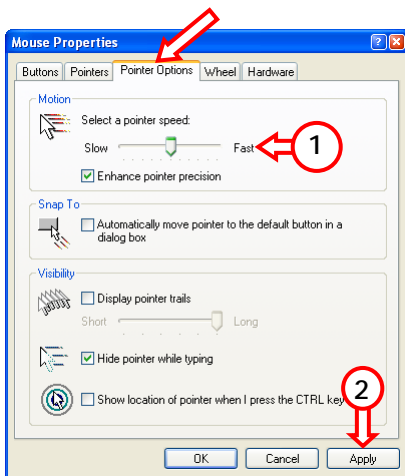 Mouse Properties
Buttons Pointers Pointer Options Wheel Hardware
Motion
Select a pointer speed:
Slow Fast 1
Enhance pointer precision
Snap To
Automatically move pointer to the default button in a
dialog box
Visibility
Display pointer trails
Short Long
Hide pointer while typing
2
Show location of pointer when I press the CTRL key
OK Cancel Apply